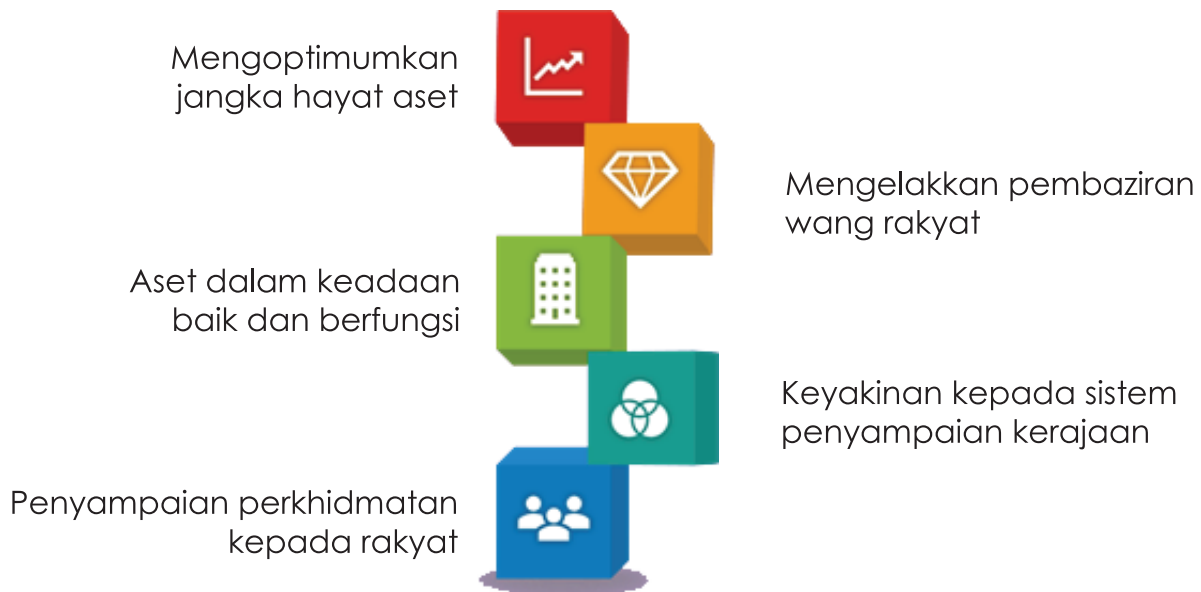 Mengoptimumkan
jangka hayat aset
Mengelakkan pembaziran
wang rakyat
Aset dalam keadaan
baik dan berfungsi
Keyakinan kepada sistem
penyampaian kerajaan
Penyampaian perkhidmatan
kepada rakyat